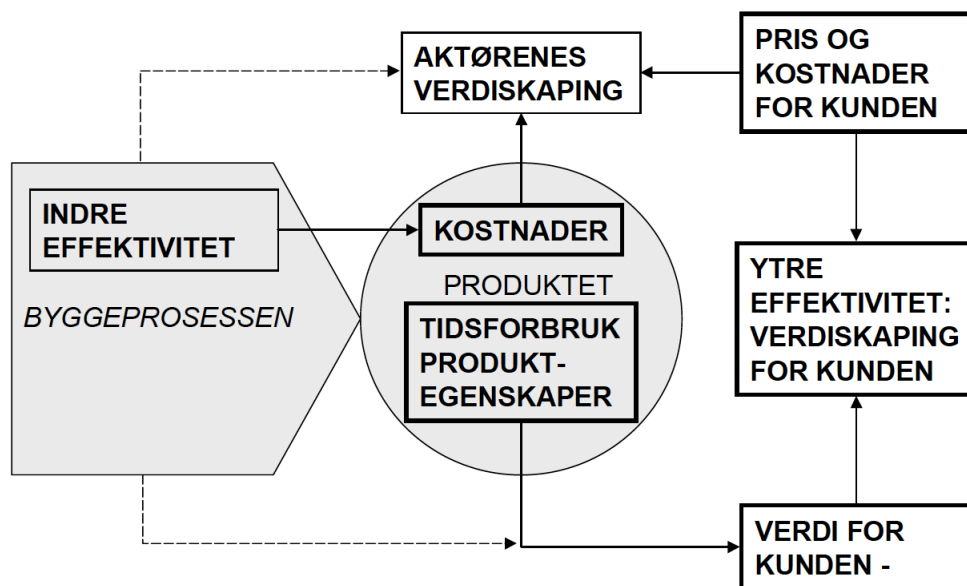 AKTØRENES
VERDISKAPING
PRIS OG
KOSTNADER
FOR KUNDEN
INDRE
EFFEKTIVITET
BYGGEPROSESSEN
KOSTNADER
PRODUKTET
TIDSFORBRUK
PRODUKT-
EGENSKAPER
YTRE
EFFEKTIVITET:
VERDISKAPING
FOR KUNDEN
VERDI FOR
KUNDEN -